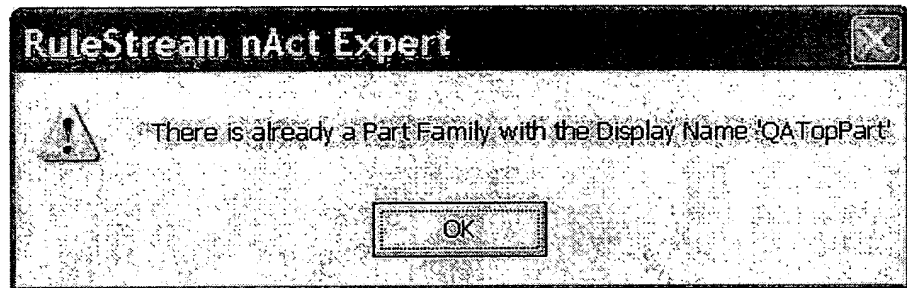 RuleStream nAct Expert
There is already a Part Family with the Display Name 'QATopPart'
OK